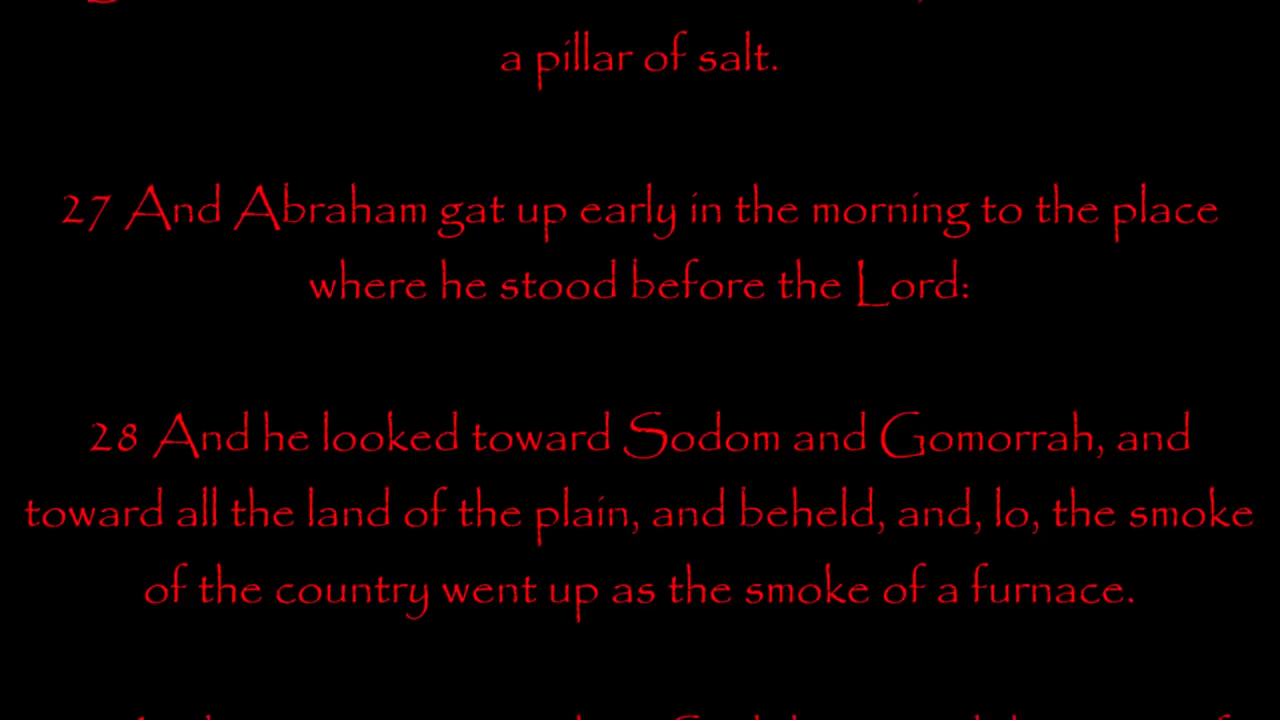 a pillar of salt.
27 And Abraham gat up early in the morning to the place
where he stood before the Lord:
28 And he looked toward Sodom and Gomorrah, and
toward all the land of the plain, and beheld, and, lo, the smoke
of the country went up as the smoke of a furnace.